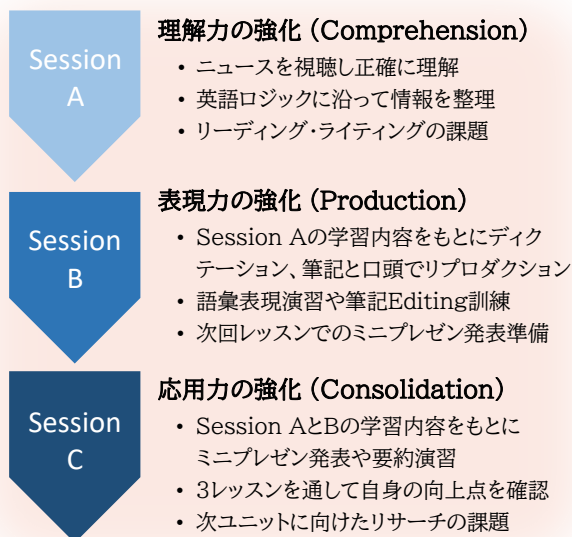 Session
A
理解力の強化（Comprehension）
• ニュースを視聴し正確に理解
• 英語ロジックに沿って情報を整理
• リーディング・ライティングの課題
Session
B
表現力の強化（Production）
• Session Aの学習内容をもとにディク
テーション、筆記と口頭でリプロダクション
• 語彙表現演習や筆記Editing訓練
• 次回レッスンでのミニプレゼン発表準備
Session
C
応用力の強化（Consolidation）
• Session AとBの学習内容をもとに
ミニプレゼン発表や要約演習
• 3レッスンを通して自身の向上点を確認
• 次ユニットに向けたリサーチの課題